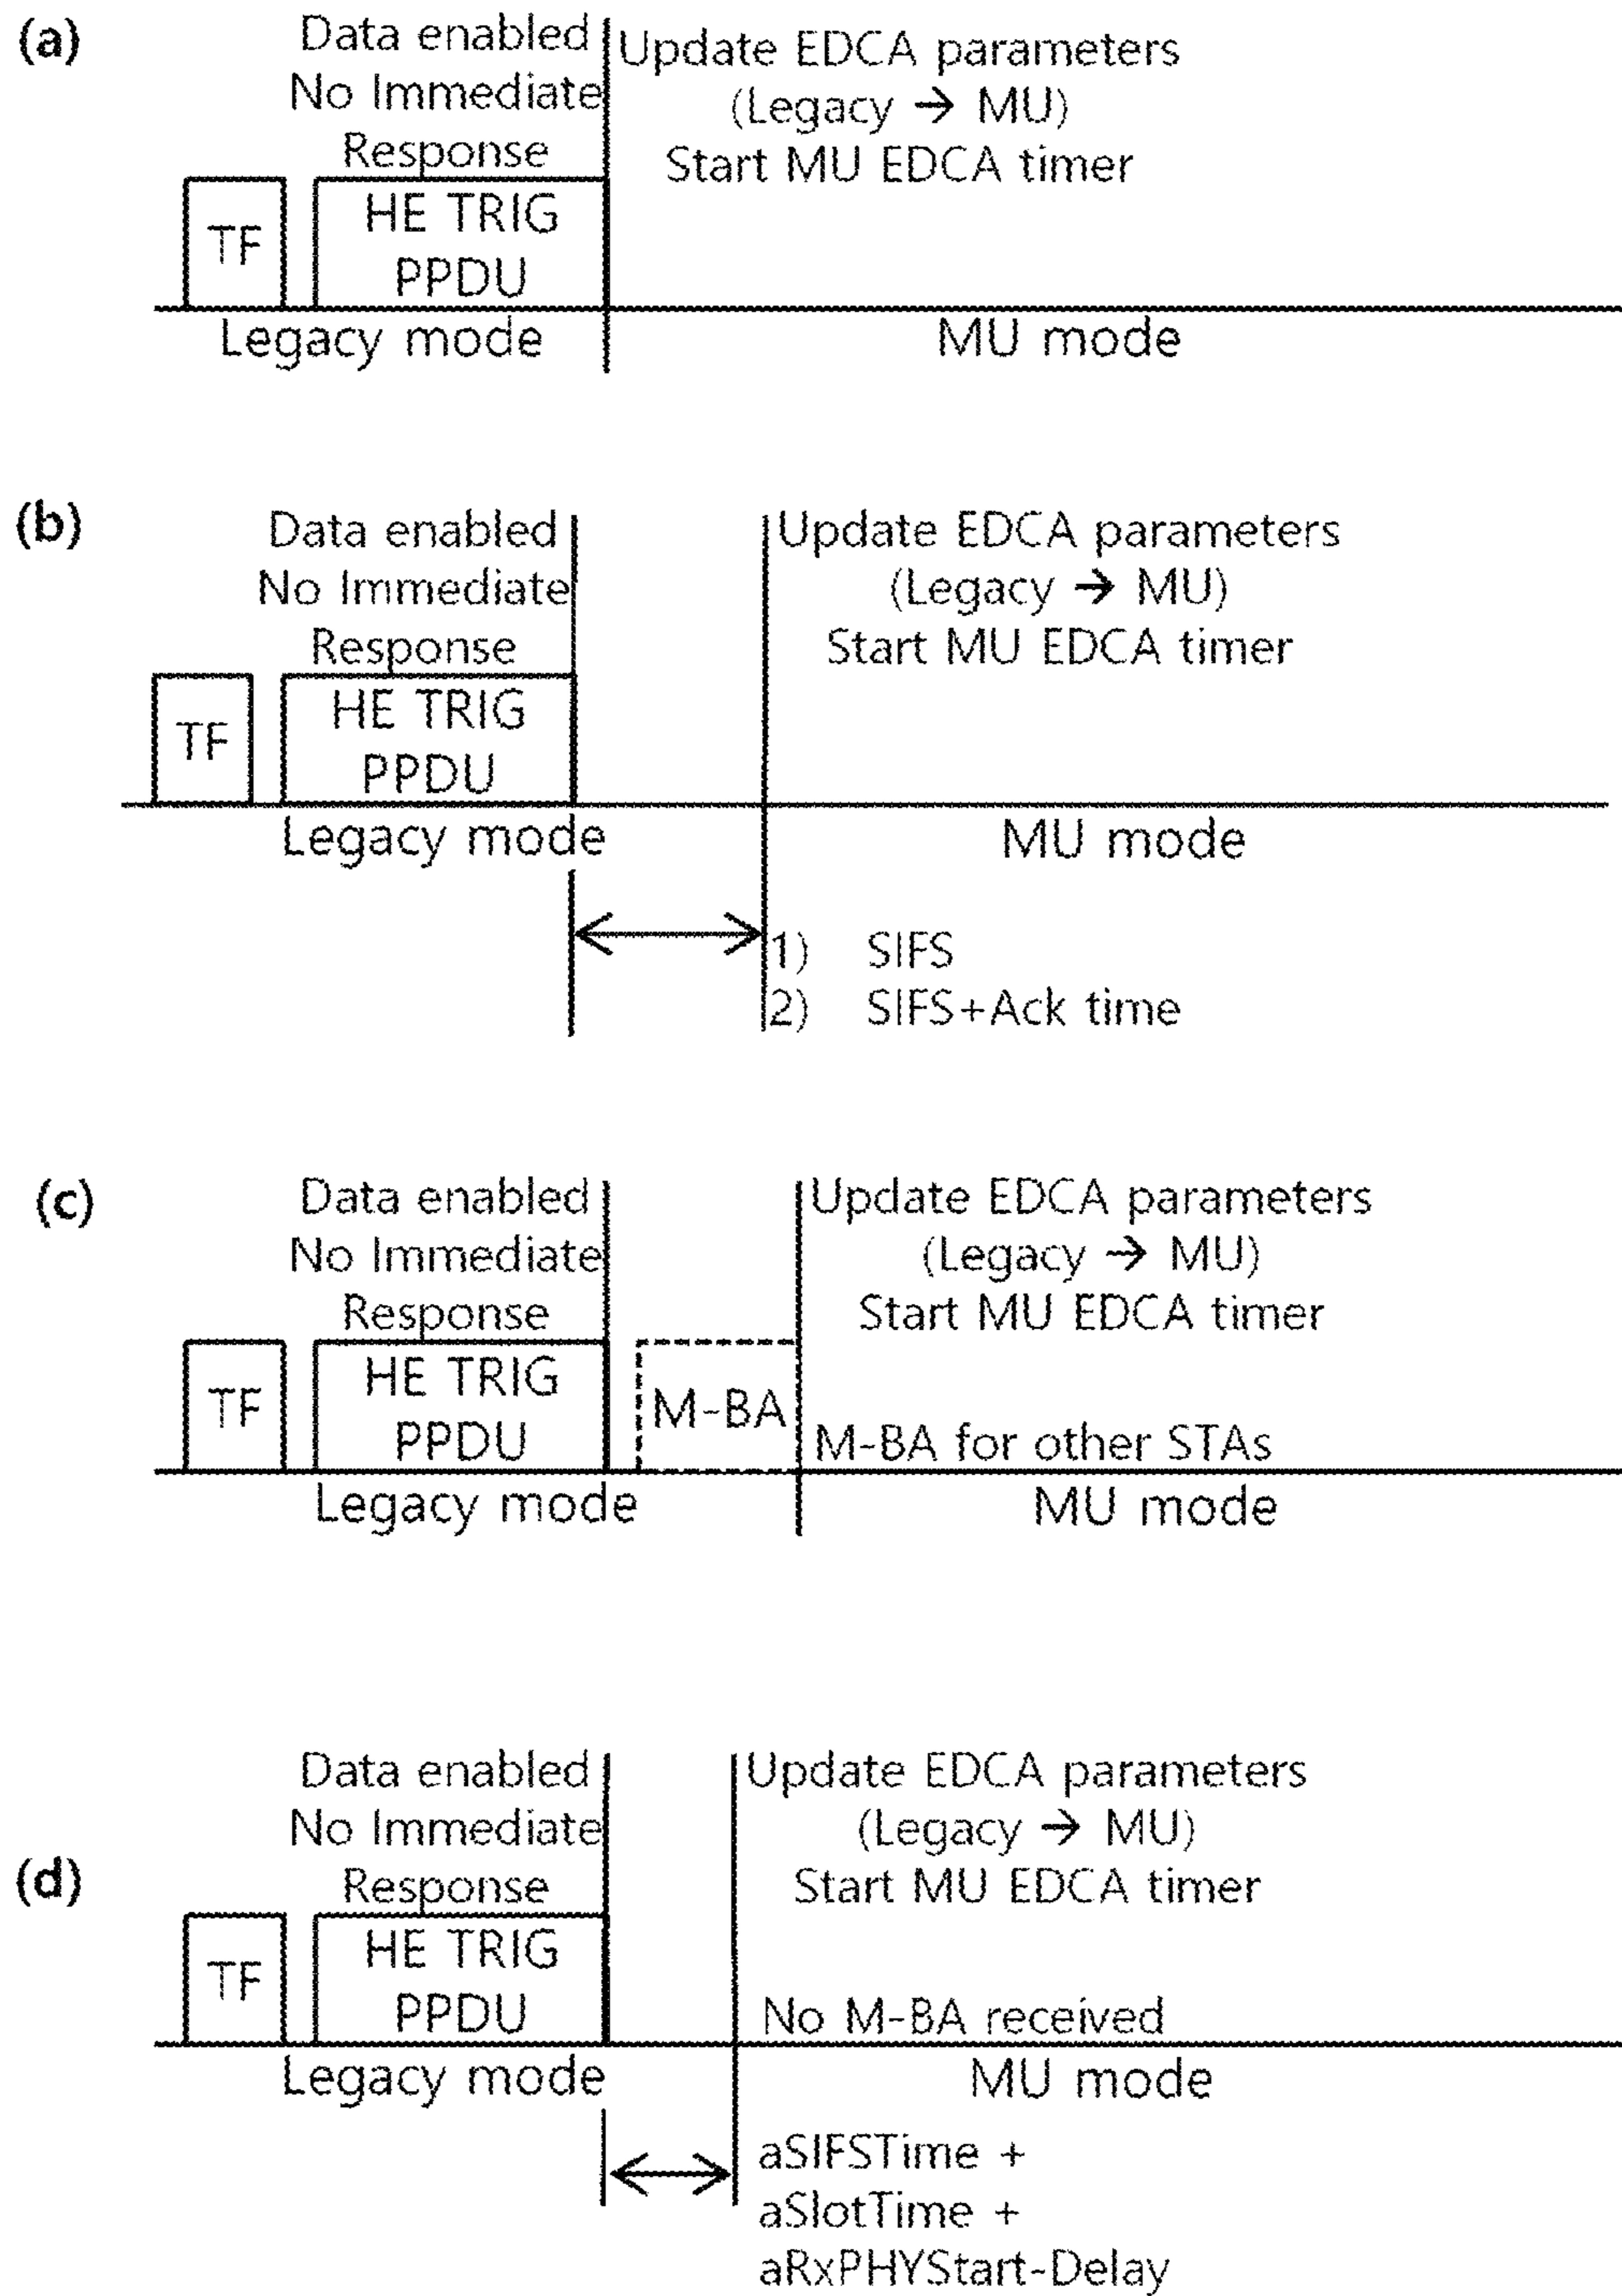 (a)
Data enabled
No Immediate
Response
Update EDCA parameters
(Legacy → MU)
Start MU EDCA timer
TF
HE TRIG
PPDU
Legacy mode
MU mode
(b)
Data enabled
No Immediate
Response
Update EDCA parameters
(Legacy → MU)
Start MU EDCA timer
TF
HE TRIG
PPDU
Legacy mode
MU mode
1) SIFS
2) SIFS+Ack time
(c)
Data enabled
No Immediate
Response
Update EDCA parameters
(Legacy → MU)
Start MU EDCA timer
TF
HE TRIG
PPDU
M-BA
M-BA for other STAs
Legacy mode
MU mode
(d)
Data enabled
No Immediate
Response
Update EDCA parameters
(Legacy → MU)
Start MU EDCA timer
TF
HE TRIG
PPDU
No M-BA received
Legacy mode
MU mode
aSIFSTime +
aSlotTime +
aRxPHYStart-Delay